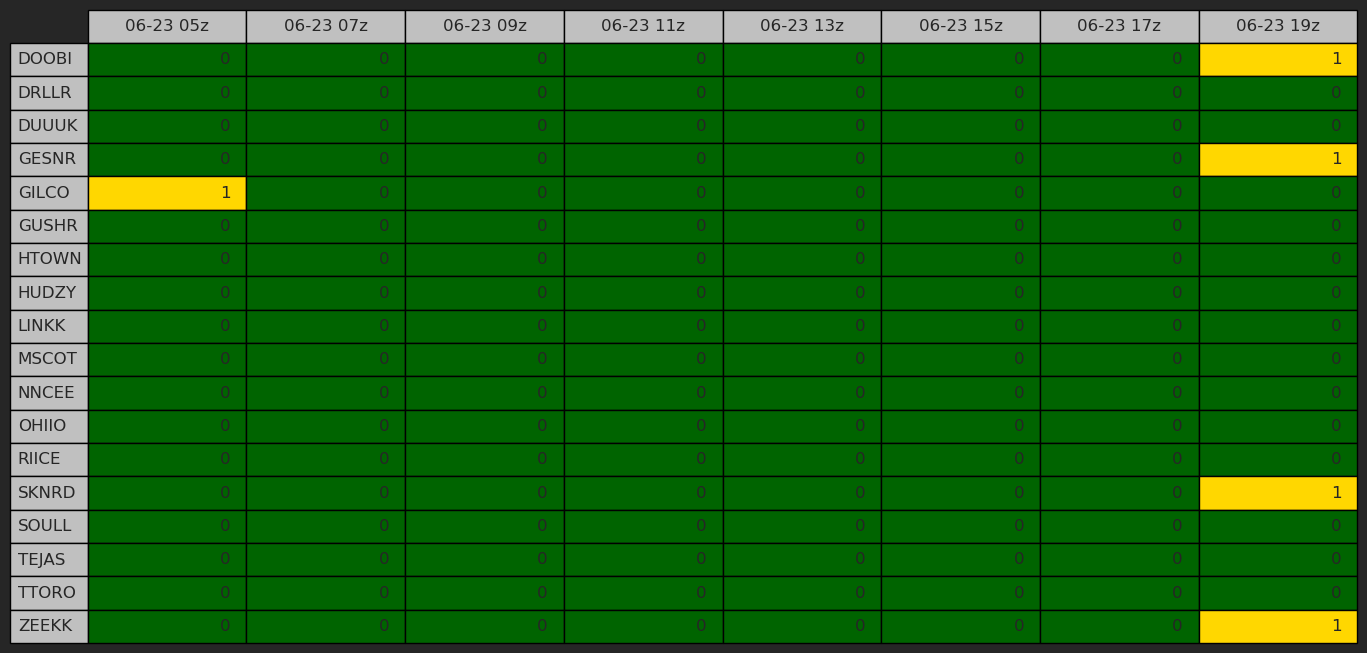 06-23 05z 06-23 07z 06-23 09z 06-23 11z 06-23 13z 06-23 15z 06-23 17z 06-23 19z
DOOBI 0 0 0 0 0 0 0 1
DRLLR 0 0 0 0 0 0 0 0
DUUUK 0 0 0 0 0 0 0 0
GESNR 0 0 0 0 0 0 0 1
GILCO 1 0 0 0 0 0 0 0
GUSHR 0 0 0 0 0 0 0 0
HTOWN 0 0 0 0 0 0 0 0
HUDZY 0 0 0 0 0 0 0 0
LINKK 0 0 0 0 0 0 0 0
MSCOT 0 0 0 0 0 0 0 0
NNCEE 0 0 0 0 0 0 0 0
OHIIO 0 0 0 0 0 0 0 0
RIICE 0 0 0 0 0 0 0 0
SKNRD 0 0 0 0 0 0 0 1
SOULL 0 0 0 0 0 0 0 0
TEJAS 0 0 0 0 0 0 0 0
TTORO 0 0 0 0 0 0 0 0
ZEEKK 0 0 0 0 0 0 0 1